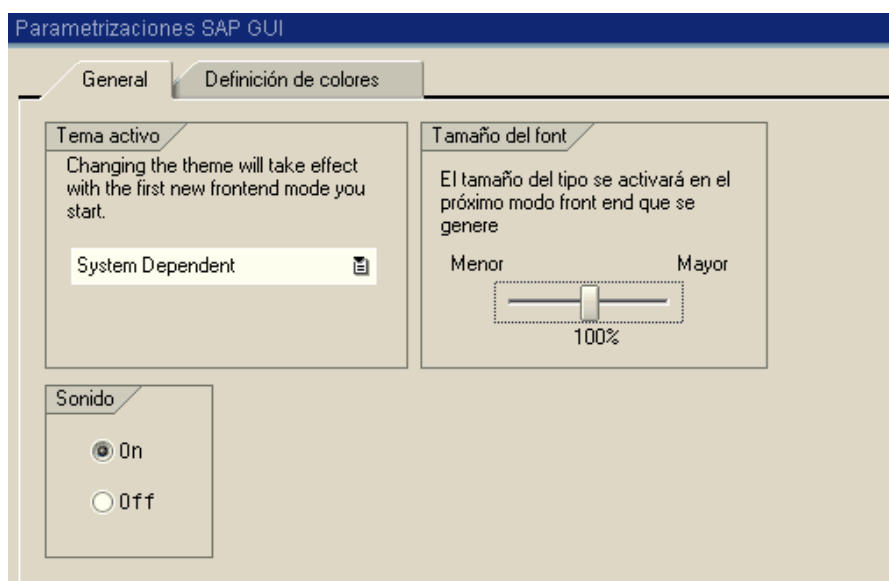 Parametrizaciones SAP GUI
General
Definición de colores
Tema activo
Changing the theme will take effect
with the first new frontend mode you
start.
System Dependent
Tamaño del font
El tamaño del tipo se activará en el
próximo modo front end que se
genere
Menor Mayor
100%
Sonido
On
Off